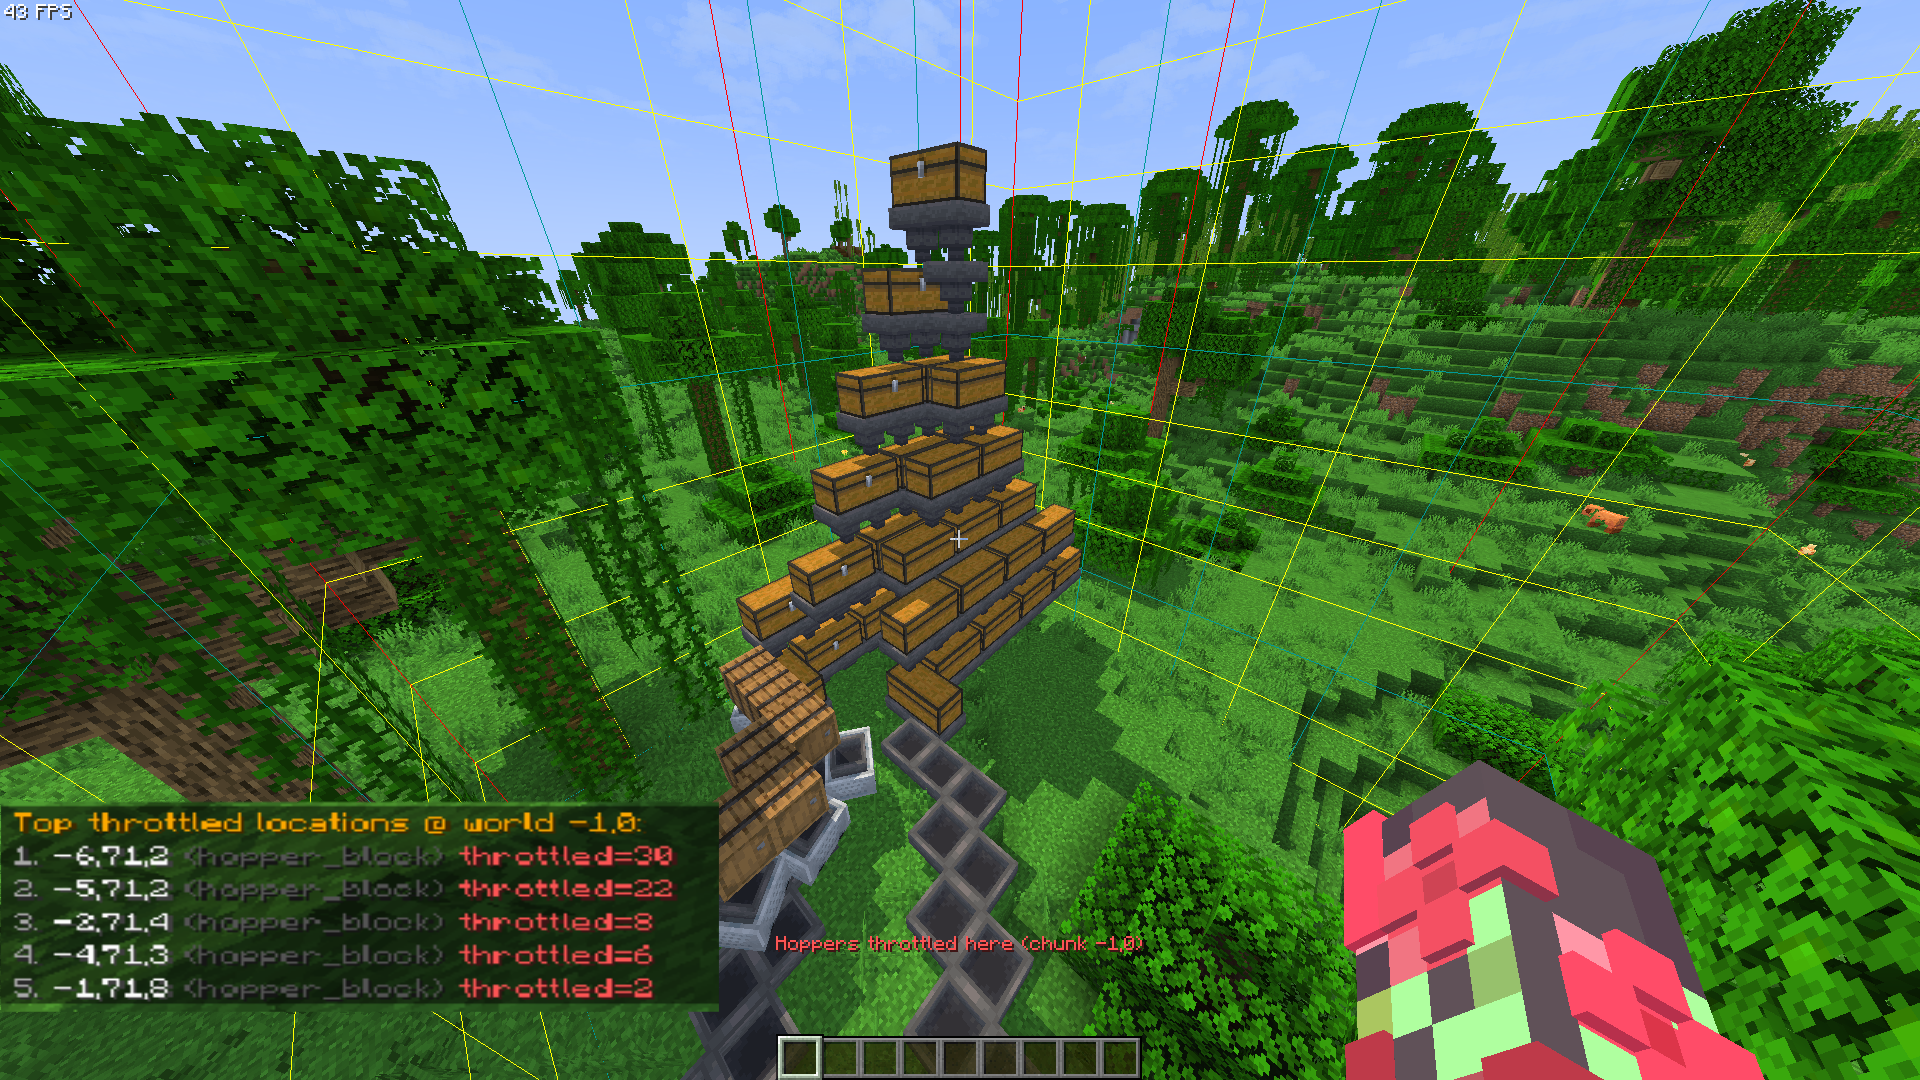 43 FPS
Top throttled locations @ world -1,0:
1. -6,71,2 (hopper_block) throttled=30
2. -5,71,2 (hopper_block) throttled=22
3. -2,71,4 (hopper_block) throttled=8
4. -4,71,3 (hopper_block) throttled=6
5. -1,71,8 (hopper_block) throttled=2
Hoppers throttled here (chunk -1,0)